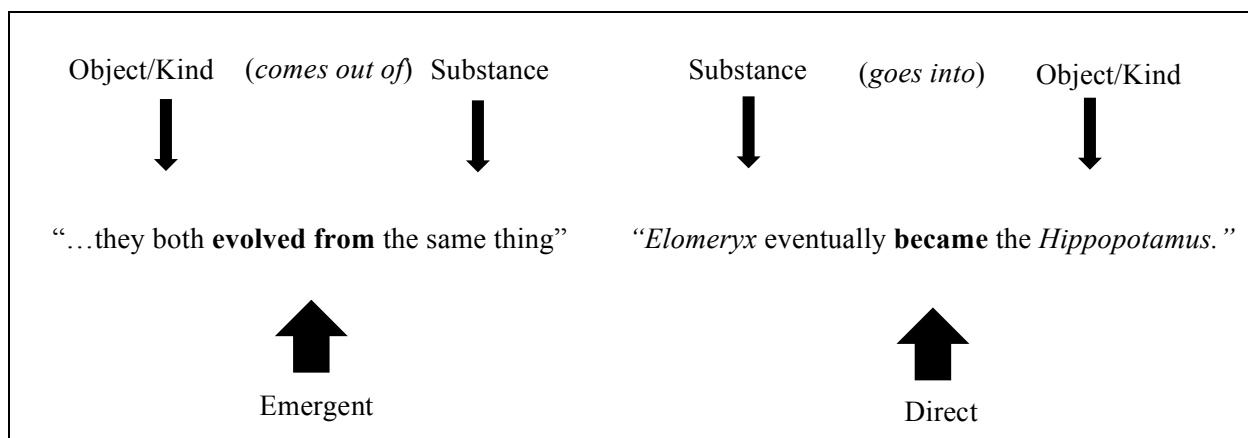 Object/Kind (comes out of) Substance Substance (goes into) Object/Kind
“…they both evolved from the same thing” “Elomeryx eventually became the Hippopotamus.”
Emergent Direct